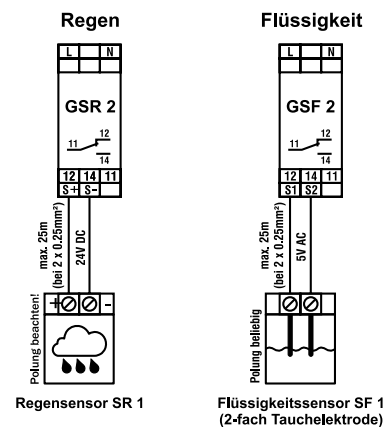 Regen
L N
GSR 2
12
11
14
12 14 11
S+ S-
max. 25m
(bei 2 x 0.25mm²)
24V DC
Polung beachten!
+ -
Regensensor SR 1
Flüssigkeit
L N
GSF 2
12
11
14
12 14 11
S1 S2
max. 25m
(bei 2 x 0.25mm²)
5V AC
Polung beliebig
Flüssigkeitssensor SF 1
(2-fach Tauchelektrode)